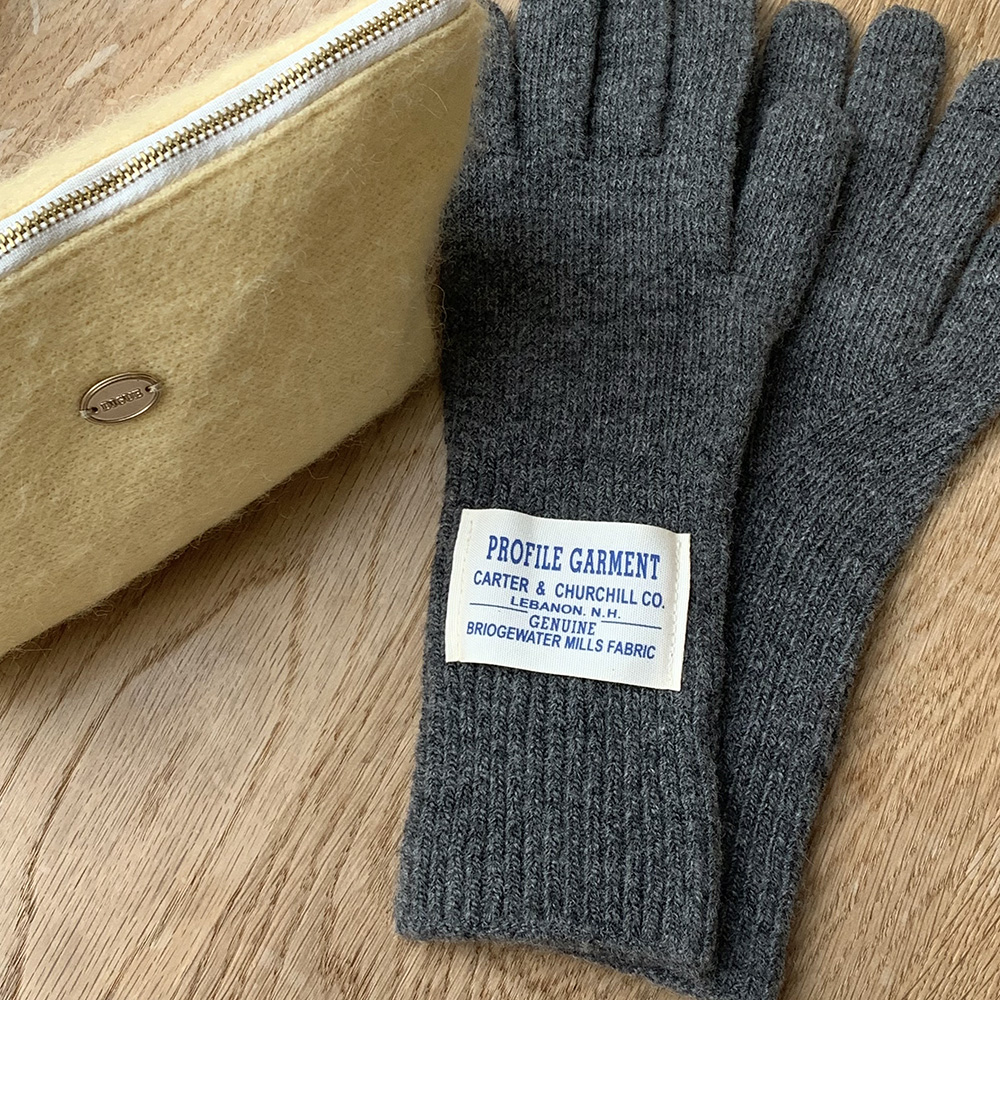 PROFILE GARMENT
CARTER & CHURCHILL CO.
LEBANON. N.H.
GENUINE
BRIOGEWATER MILLS FABRIC